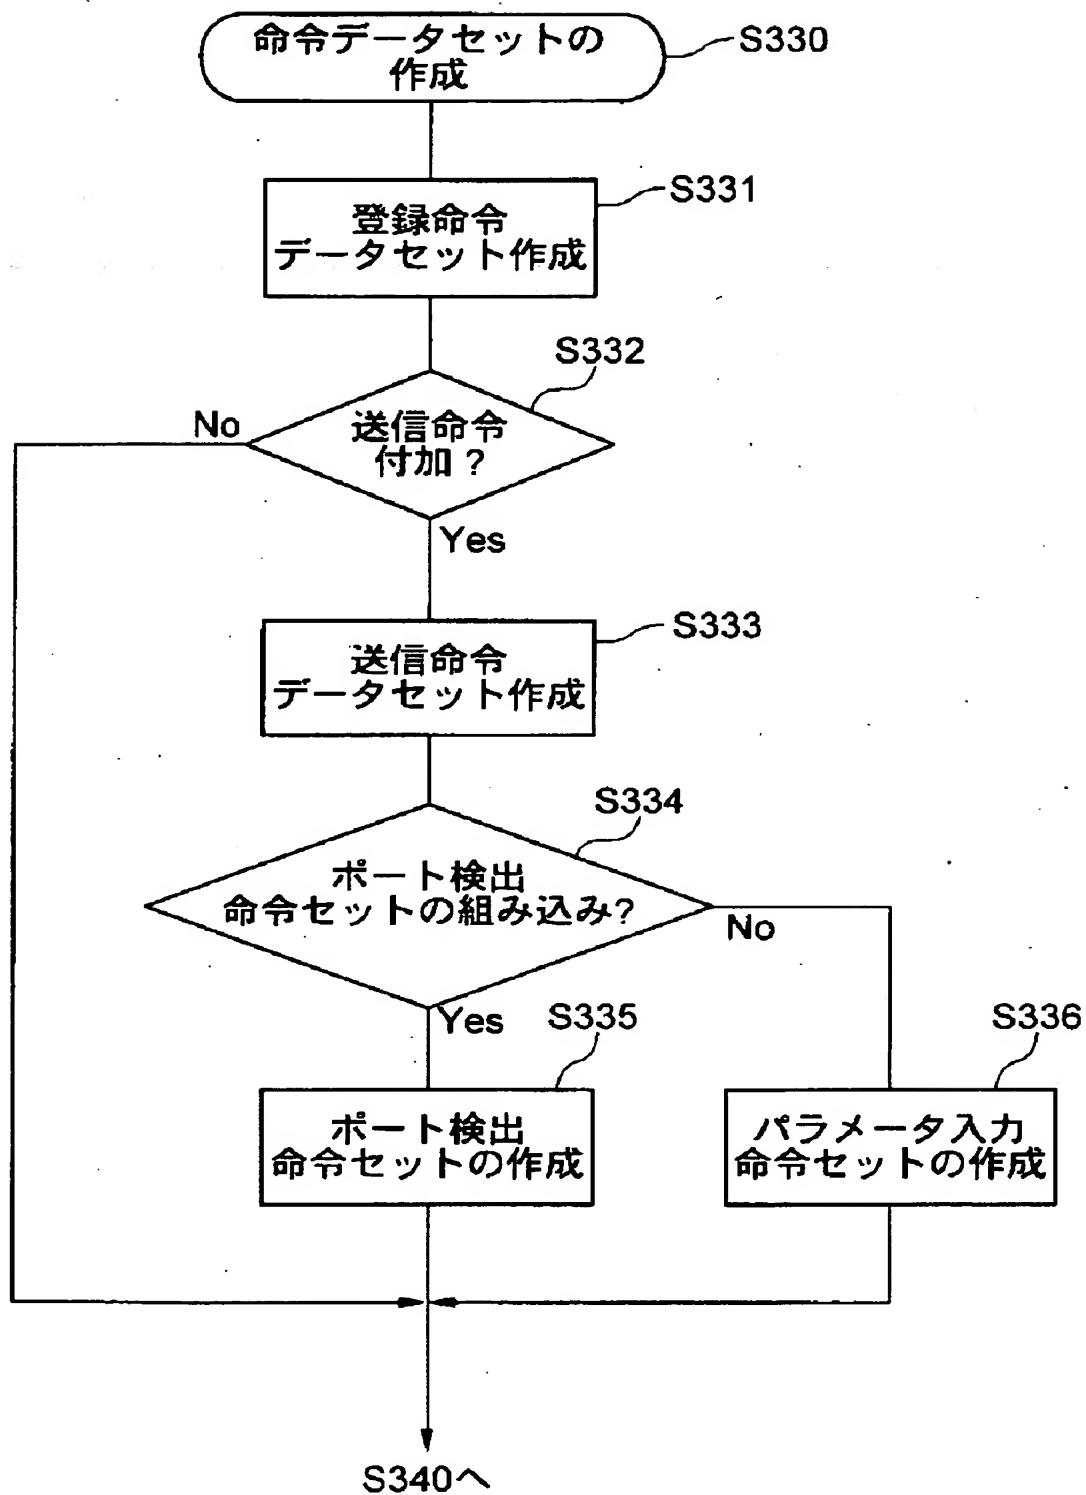 命令データセットの
作成
S330
S331
登録命令
データセット作成
S332
No
送信命令
付加？
Yes
S333
送信命令
データセット作成
S334
ポート検出
命令セットの組み込み?
No
Yes
S335
S336
ポート検出
命令セットの作成
パラメータ入力
命令セットの作成
S340へ